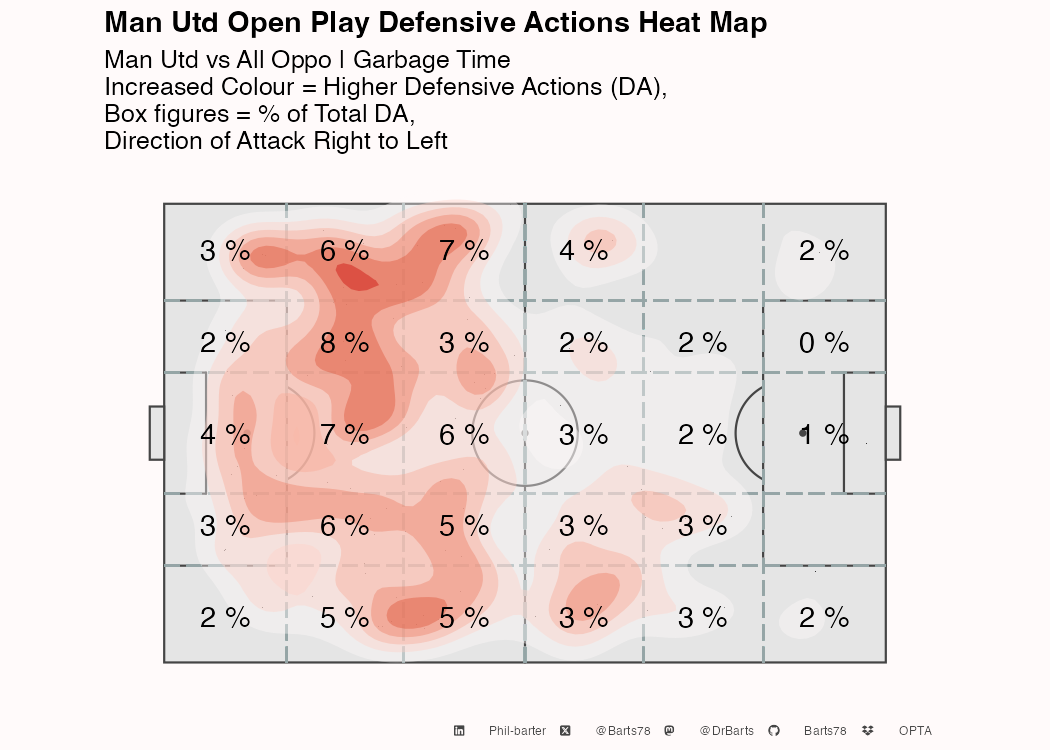 Man Utd Open Play Defensive Actions Heat Map
Man Utd vs All Oppo | Garbage Time
Increased Colour = Higher Defensive Actions (DA),
Box figures = % of Total DA,
Direction of Attack Right to Left
3 % 6 % 7 % 4 % 2 %
2 % 8 % 3 % 2 % 2 % 0 %
4 % 7 % 6 % 3 % 2 % 1 %
3 % 6 % 5 % 3 % 3 %
2 % 5 % 5 % 3 % 3 % 2 %
Phil-barter @Barts78 @DrBarts Barts78 OPTA